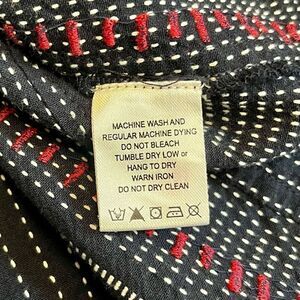 MACHINE WASH AND
REGULAR MACHINE DYING
DO NOT BLEACH
TUMBLE DRY LOW or
HANG TO DRY
WARN IRON
DO NOT DRY CLEAN